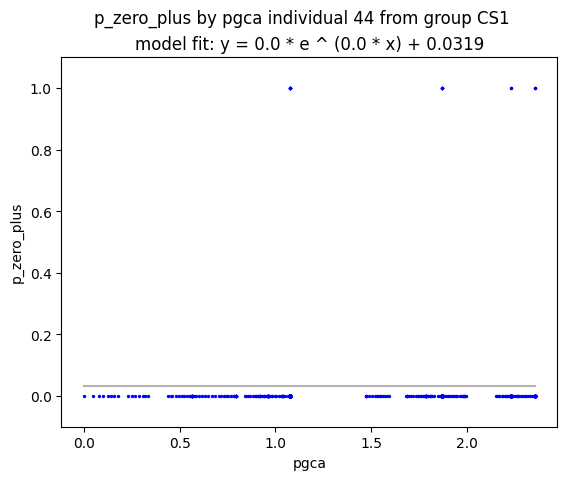 p_zero_plus by pgca individual 44 from group CS1
model fit: y = 0.0 * e ^ (0.0 * x) + 0.0319
1.0
0.8
0.6
0.4
0.2
0.0
p_zero_plus
0.0 0.5 1.0 1.5 2.0
pgca